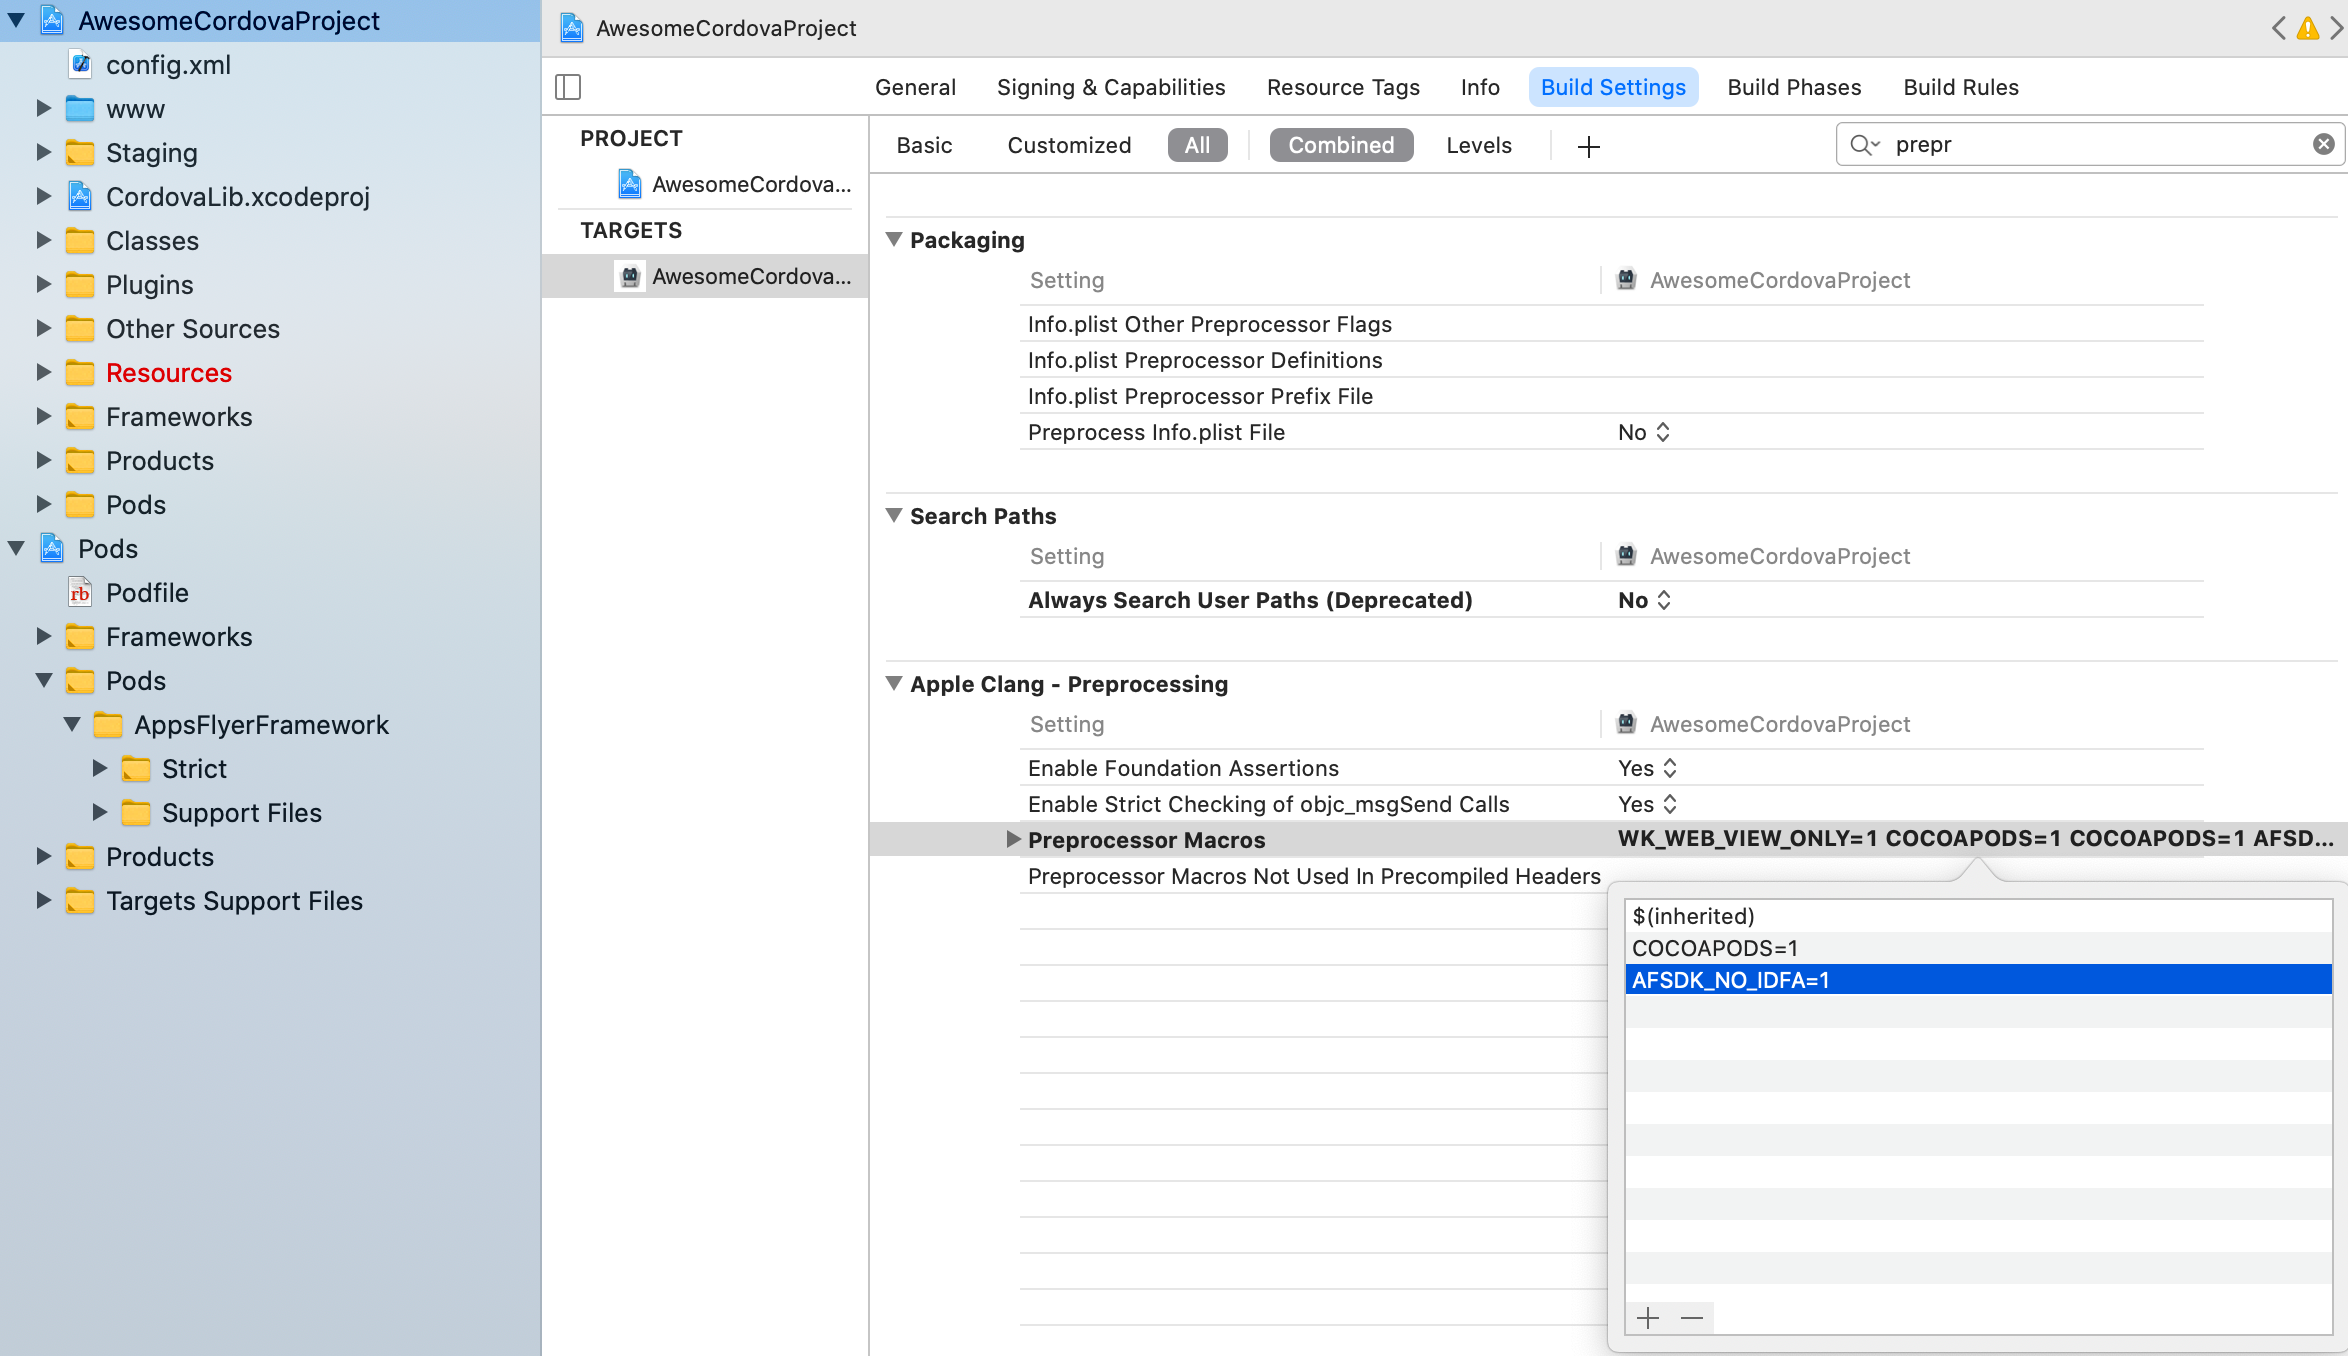 AwesomeCordovaProject
config.xml
www
Staging
CordovaLib.xcodeproj
Classes
Plugins
Other Sources
Resources
Frameworks
Products
Pods
Pods
rb Podfile
Frameworks
Pods
AppsFlyerFramework
Strict
Support Files
Products
Targets Support Files
AwesomeCordovaProject
General Signing & Capabilities Resource Tags Info Build Settings Build Phases Build Rules
PROJECT
AwesomeCordova...
TARGETS
AwesomeCordova...
Basic Customized All Combined Levels + prepr
Packaging
Setting AwesomeCordovaProject
Info.plist Other Preprocessor Flags
Info.plist Preprocessor Definitions
Info.plist Preprocessor Prefix File
Preprocess Info.plist File No
Search Paths
Setting AwesomeCordovaProject
Always Search User Paths (Deprecated) No
Apple Clang - Preprocessing
Setting AwesomeCordovaProject
Enable Foundation Assertions Yes
Enable Strict Checking of objc_msgSend Calls Yes
Preprocessor Macros WK_WEB_VIEW_ONLY=1 COCOAPODS=1 COCOAPODS=1 AFSD...
Preprocessor Macros Not Used In Precompiled Headers
$(inherited)
COCOAPODS=1
AFSDK_NO_IDFA=1